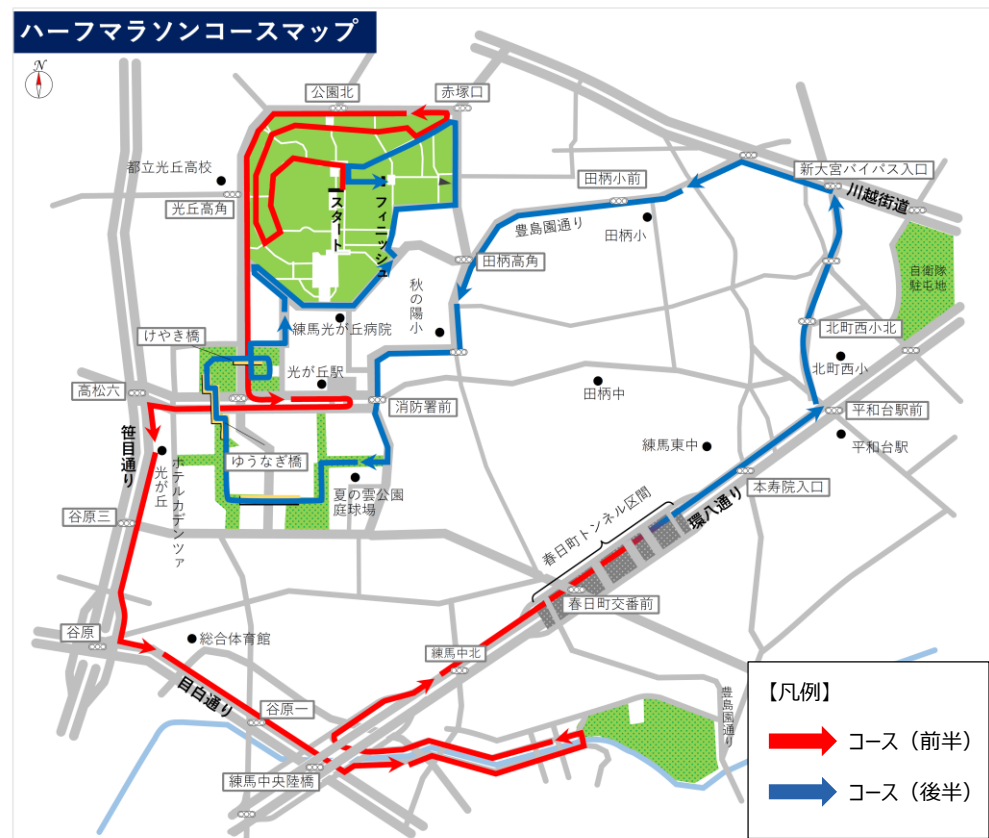 ハーフマラソンコースマップ
N
公園北
赤塚口
都立光丘高校
光丘高角
スタート
フィニッシュ
田柄小前
田柄小
豊島園通り
田柄高角
新大宮バイパス入口
川越街道
自衛隊
駐屯地
秋の陽小
練馬光が丘病院
けやき橋
光が丘駅
高松六
消防署前
北町西小北
北町西小
田柄中
平和台駅前
平和台駅
練馬東中
本寿院入口
環八通り
笹目通り
ホテルカデンツァ
光が丘
ゆうなぎ橋
夏の雲公園
庭球場
谷原三
春日町トンネル区間
春日町交番前
谷原
総合体育館
練馬中北
目白通り
谷原一
練馬中央陸橋
豊島園通り
【凡例】
コース（前半）
コース（後半）